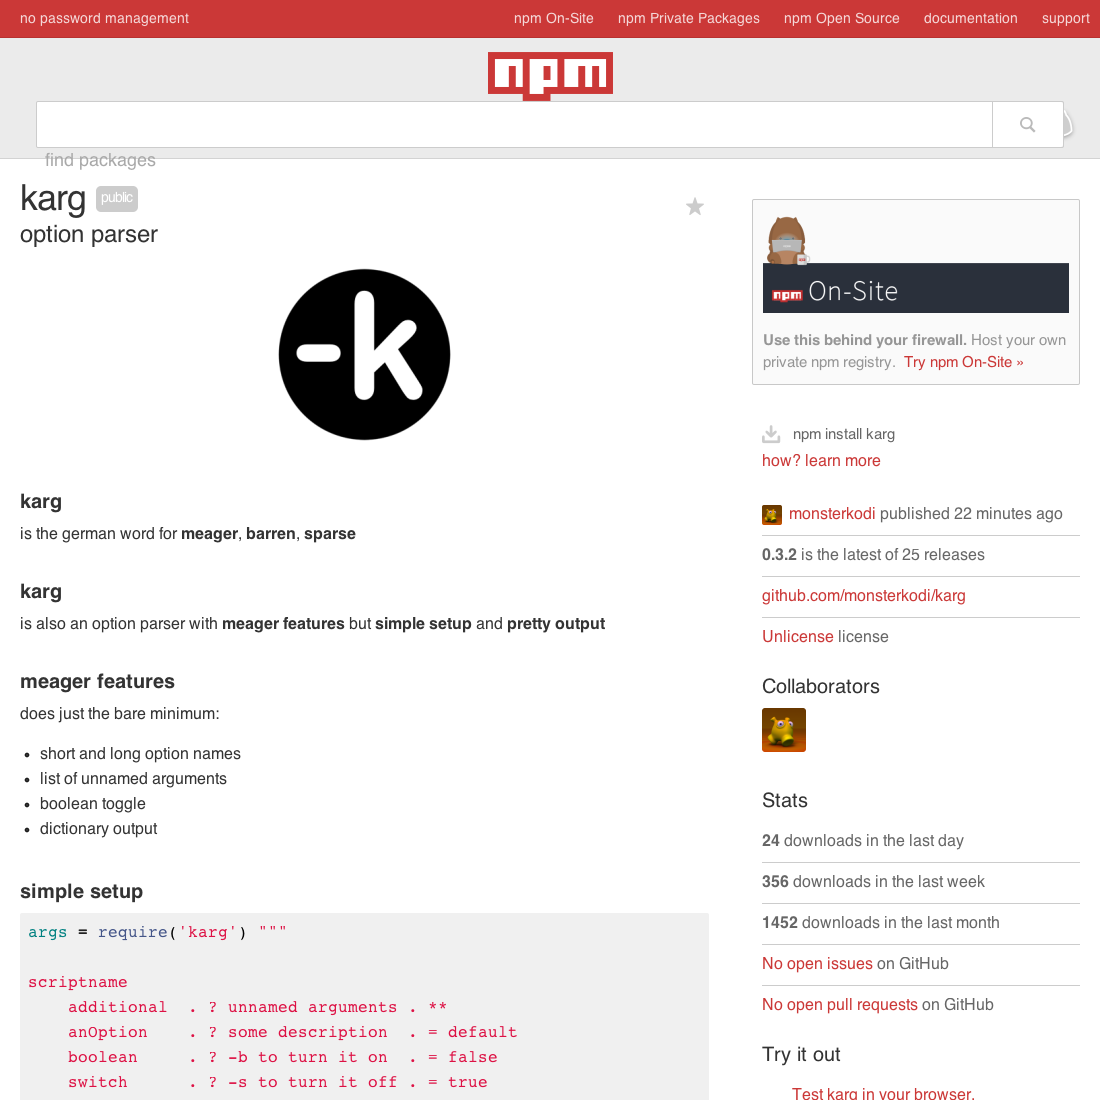 no password management
npm On-Site npm Private Packages npm Open Source documentation support
npm
find packages
karg public
option parser
-k
karg
is the german word for meager, barren, sparse
karg
is also an option parser with meager features but simple setup and pretty output
meager features
does just the bare minimum:
• short and long option names
• list of unnamed arguments
• boolean toggle
• dictionary output
simple setup
args = require('karg') """
scriptname
    additional  . ? unnamed arguments . **
    anOption    . ? some description  . = default
    boolean     . ? -b to turn it on  . = false
    switch      . ? -s to turn it off . = true
npm On-Site
Use this behind your firewall. Host your own
private npm registry. Try npm On-Site »
npm install karg
how? learn more
monsterkodi published 22 minutes ago
0.3.2 is the latest of 25 releases
github.com/monsterkodi/karg
Unlicense license
Collaborators
Stats
24 downloads in the last day
356 downloads in the last week
1452 downloads in the last month
No open issues on GitHub
No open pull requests on GitHub
Try it out
Test karg in your browser.